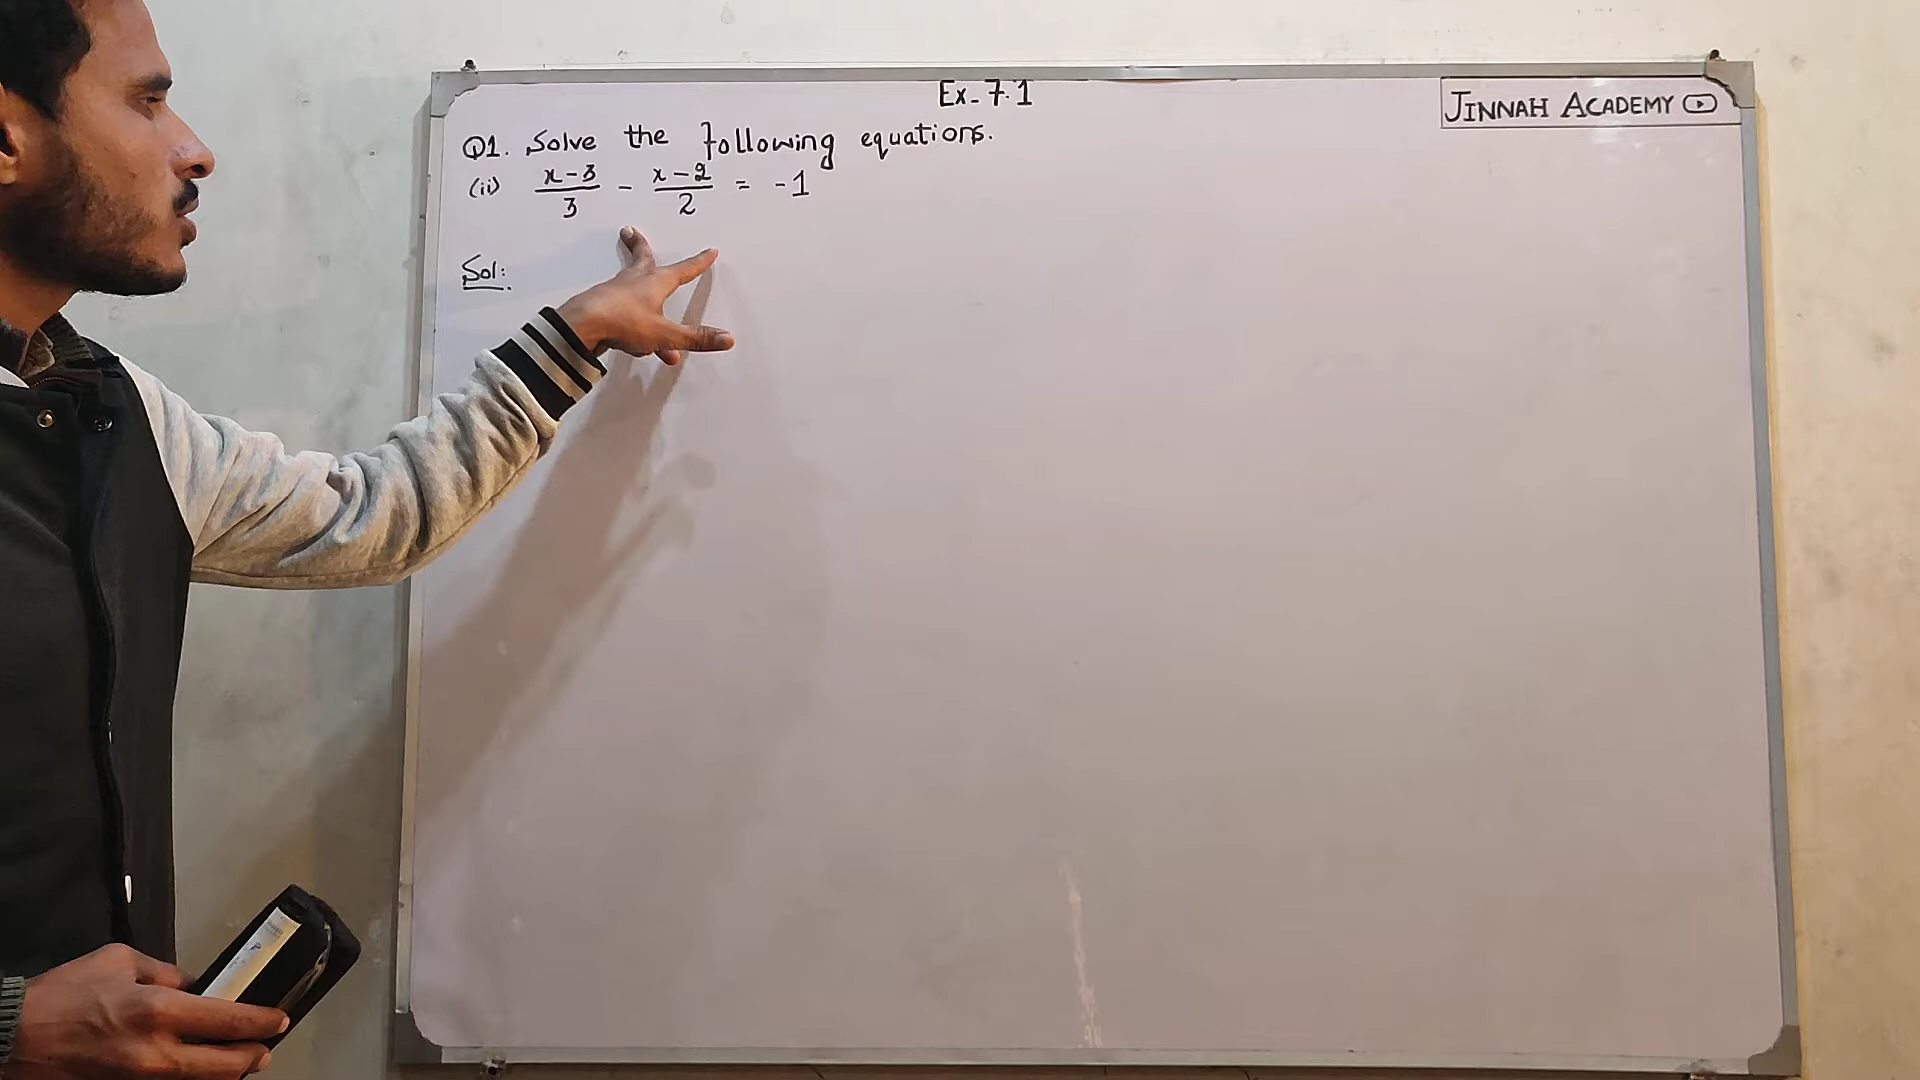 Ex-7.1
JINNAH ACADEMY
Q1. Solve the following equations.
(ii) x-3/3 - x-2/2 = -1
Sol: